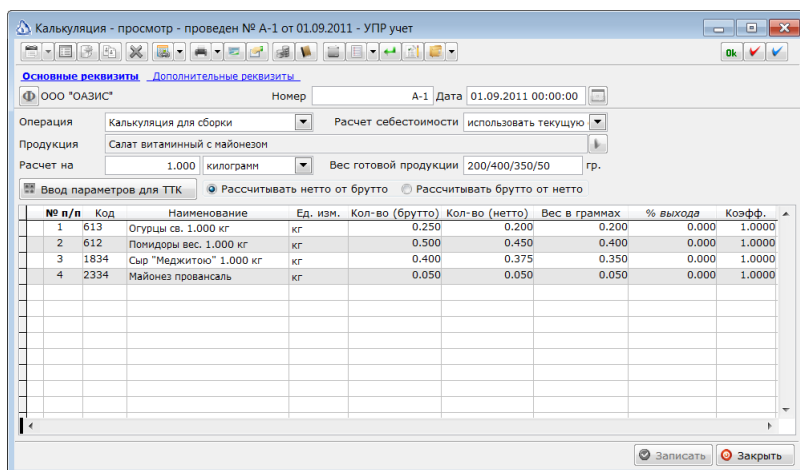 Калькуляция - просмотр - проведен № А-1 от 01.09.2011 - УПР учет
Ok
Основные реквизиты Дополнительные реквизиты
ООО "ОАЗИС" Номер А-1 Дата 01.09.2011 00:00:00
Операция Калькуляция для сборки Расчет себестоимости использовать текущую
Продукция Салат витаминный с майонезом
Расчет на 1.000 килограмм Вес готовой продукции 200/400/350/50 гр.
Ввод параметров для ТТК Рассчитывать нетто от брутто Рассчитывать брутто от нетто
№ п/п Код Наименование Ед. изм. Кол-во (брутто) Кол-во (нетто) Вес в граммах % выхода Коэфф.
1 613 Огурцы св. 1.000 кг кг 0.250 0.200 0.200 0.000 1.0000
2 612 Помидоры вес. 1.000 кг кг 0.500 0.450 0.400 0.000 1.0000
3 1834 Сыр "Меджитою" 1.000 кг кг 0.400 0.375 0.350 0.000 1.0000
4 2334 Майонез провансаль кг 0.050 0.050 0.050 0.000 1.0000
Записать Закрыть